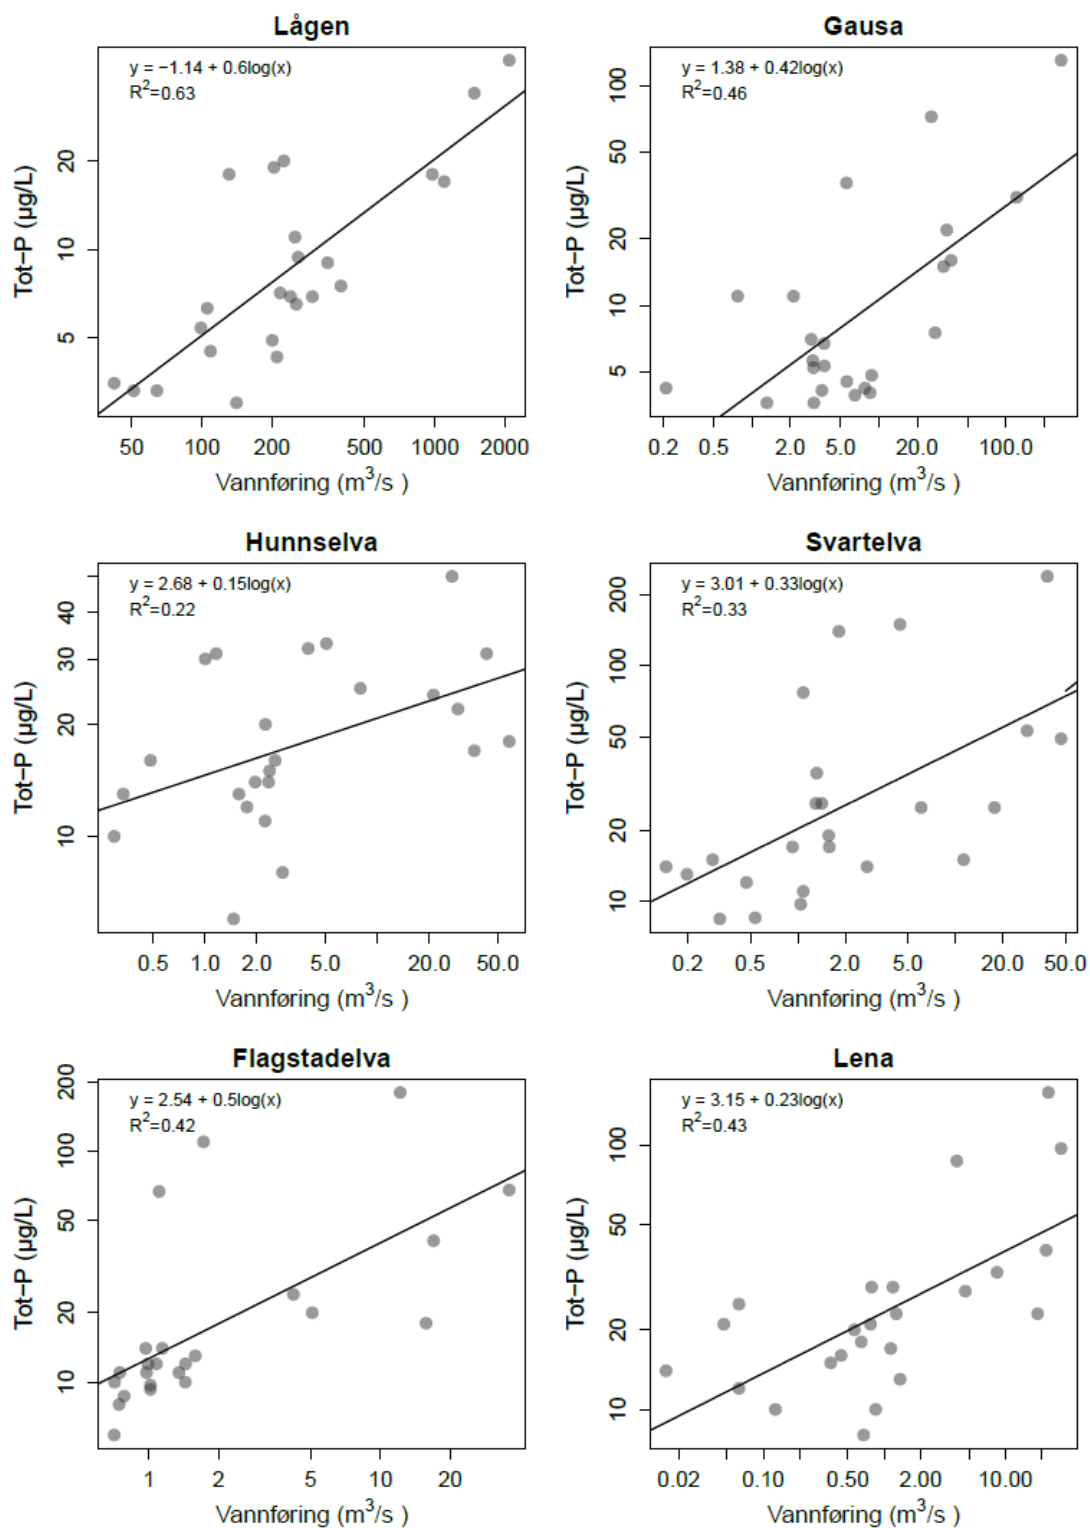 Lågen
y = −1.14 + 0.6log(x)
R²=0.63
Tot−P (µg/L)
20
10
5
50 100 200 500 1000 2000
Vannføring (m³/s )
Gausa
y = 1.38 + 0.42log(x)
R²=0.46
Tot−P (µg/L)
100
50
20
10
5
0.2 0.5 2.0 5.0 20.0 100.0
Vannføring (m³/s )
Hunnselva
y = 2.68 + 0.15log(x)
R²=0.22
Tot−P (µg/L)
40
30
20
10
0.5 1.0 2.0 5.0 20.0 50.0
Vannføring (m³/s )
Svartelva
y = 3.01 + 0.33log(x)
R²=0.33
Tot−P (µg/L)
200
100
50
20
10
0.2 0.5 2.0 5.0 20.0 50.0
Vannføring (m³/s )
Flagstadelva
y = 2.54 + 0.5log(x)
R²=0.42
Tot−P (µg/L)
200
100
50
20
10
1 2 5 10 20
Vannføring (m³/s )
Lena
y = 3.15 + 0.23log(x)
R²=0.43
Tot−P (µg/L)
100
50
20
10
0.02 0.10 0.50 2.00 10.00
Vannføring (m³/s )